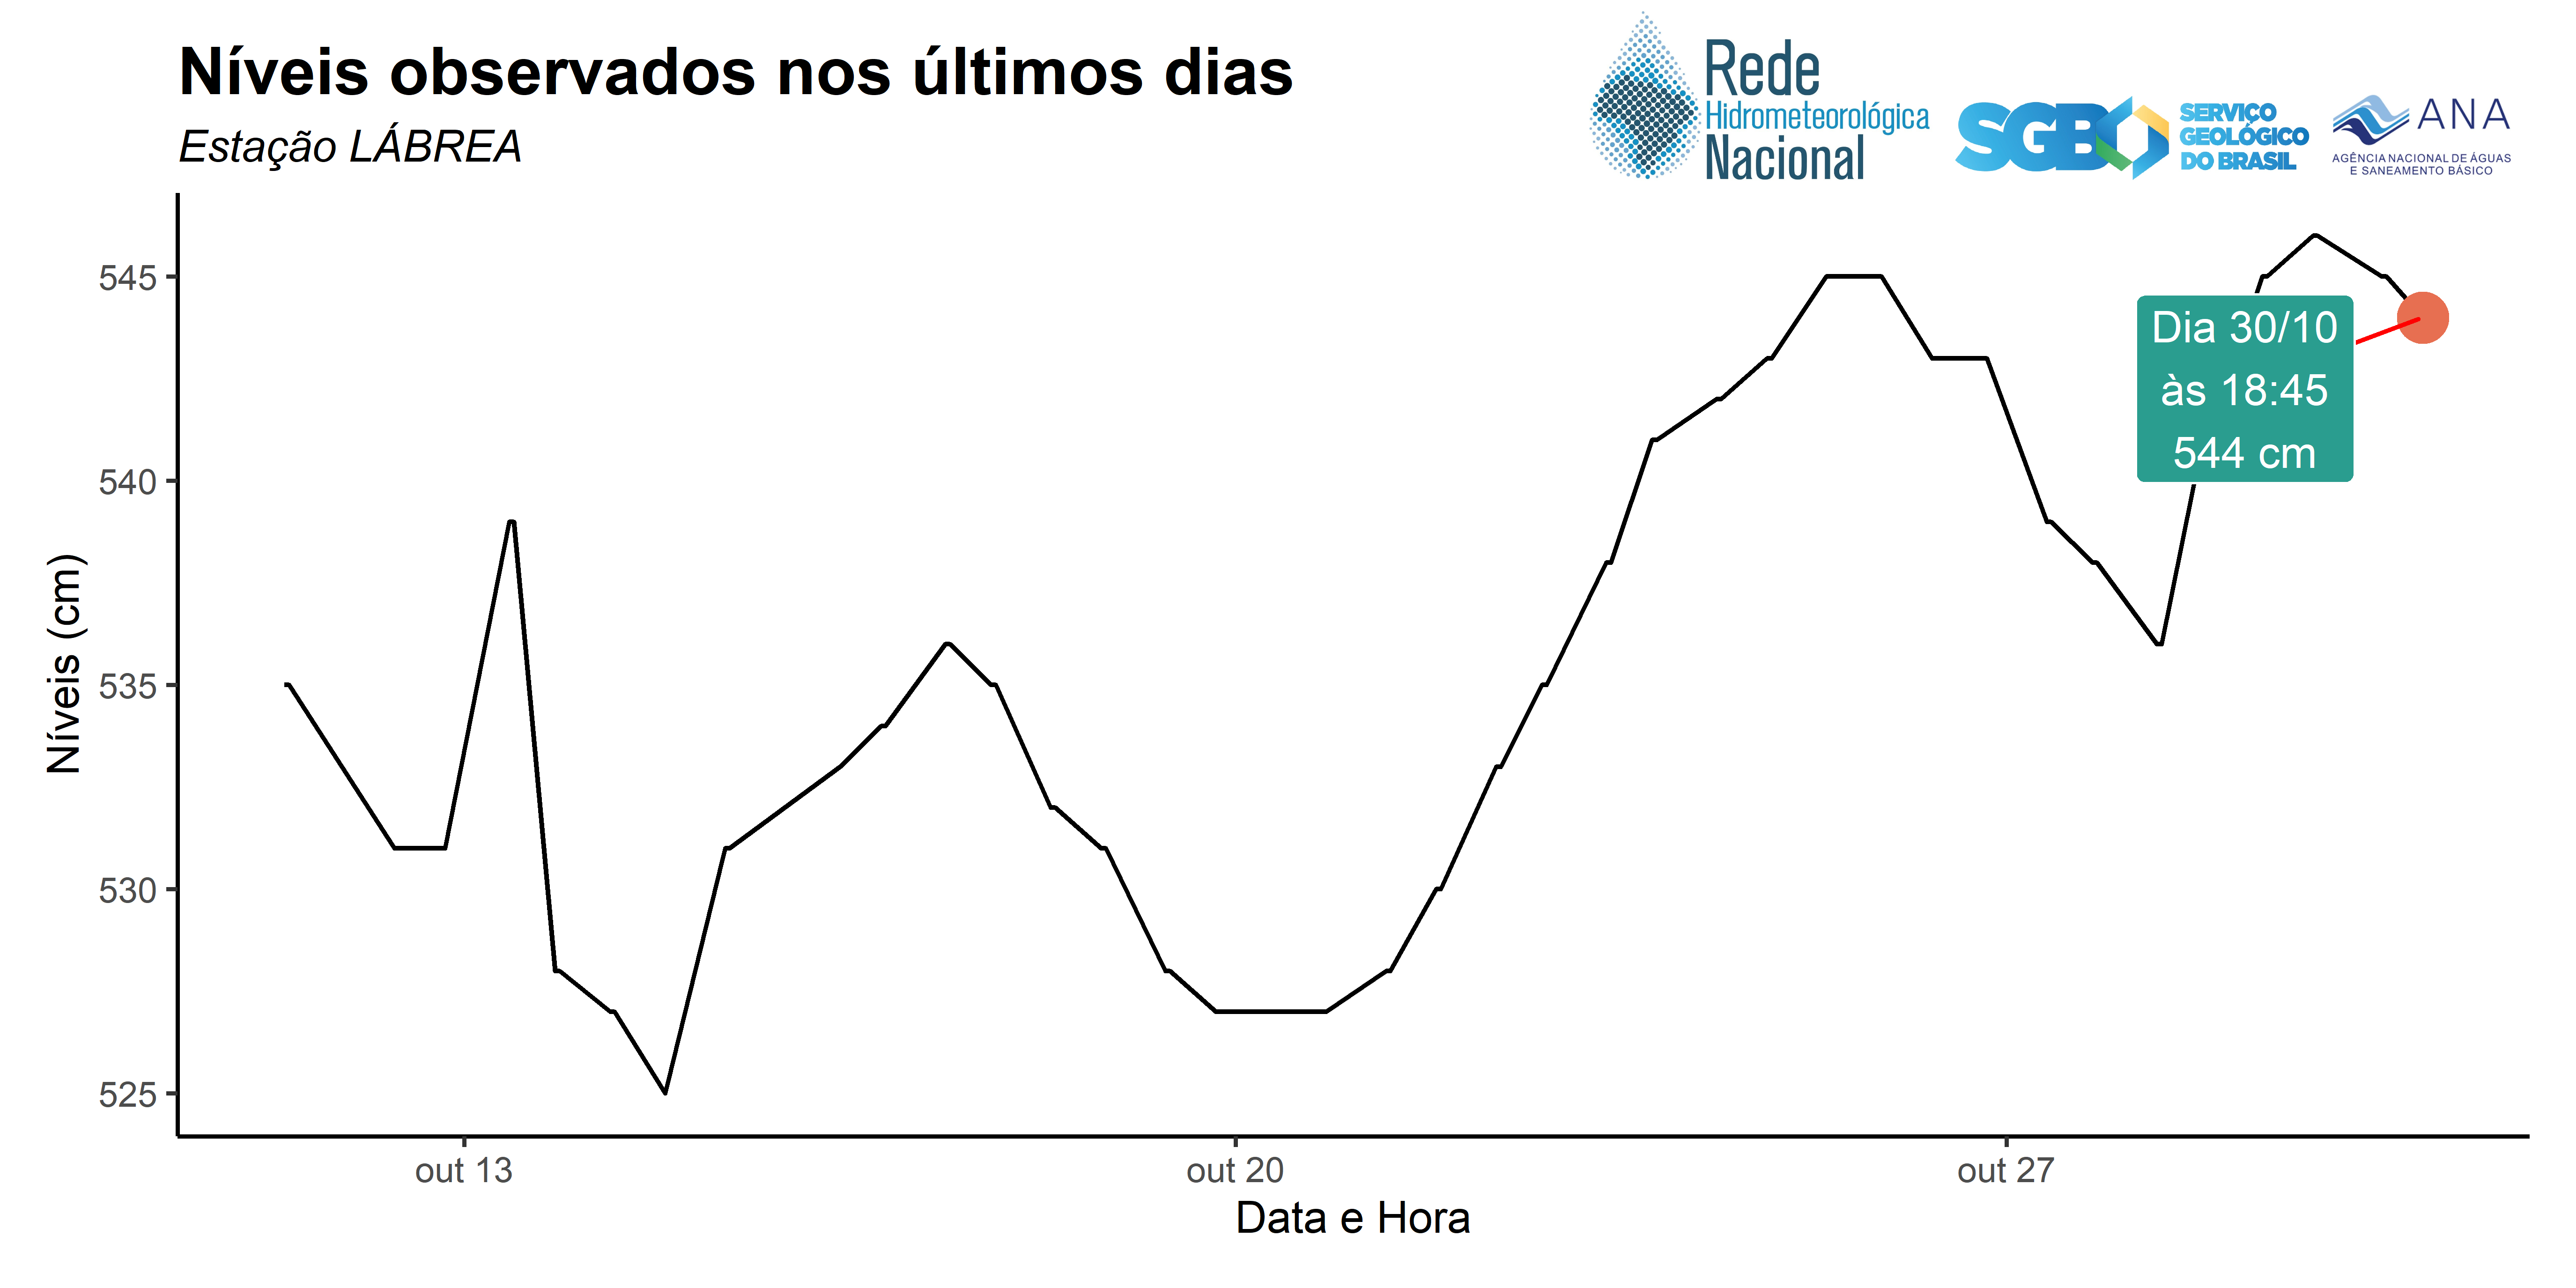 Níveis observados nos últimos dias
Estação LÁBREA
Rede
Hidrometeorológica
Nacional
SGB
SERVIÇO
GEOLÓGICO
DO BRASIL
ANA
AGÊNCIA NACIONAL DE ÁGUAS
E SANEAMENTO BÁSICO
Níveis (cm)
545
540
535
530
525
Dia 30/10
às 18:45
544 cm
out 13
out 20
out 27
Data e Hora